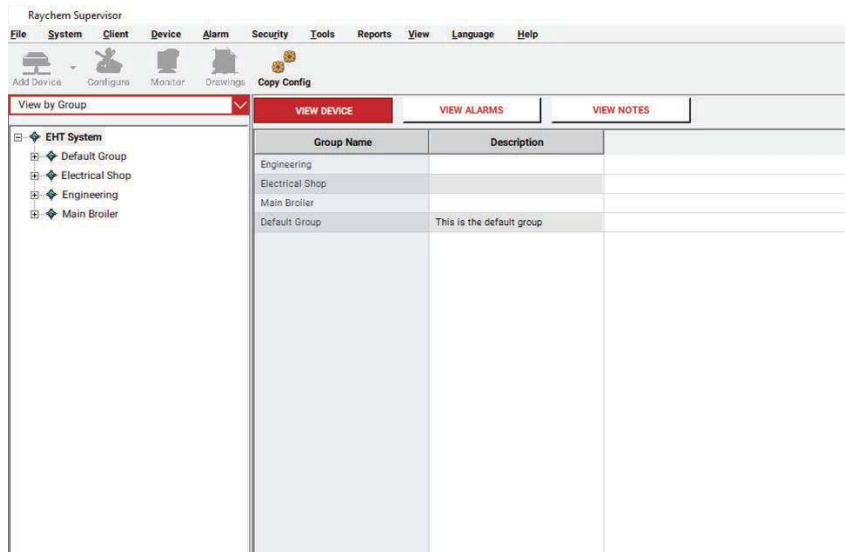 Raychem Supervisor
File System Client Device Alarm Security Tools Reports View Language Help
Add Device Configure Monitor Drawings Copy Config
View by Group
VIEW DEVICE VIEW ALARMS VIEW NOTES
EHT System
Default Group
Electrical Shop
Engineering
Main Broiler
Group Name Description
Engineering
Electrical Shop
Main Broiler
Default Group This is the default group